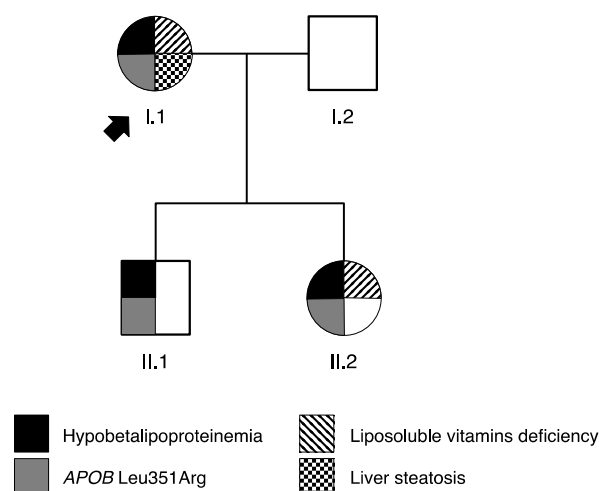 I.1
I.2
II.1
II.2
Hypobetalipoproteinemia
Liposoluble vitamins deficiency
APOB Leu351Arg
Liver steatosis